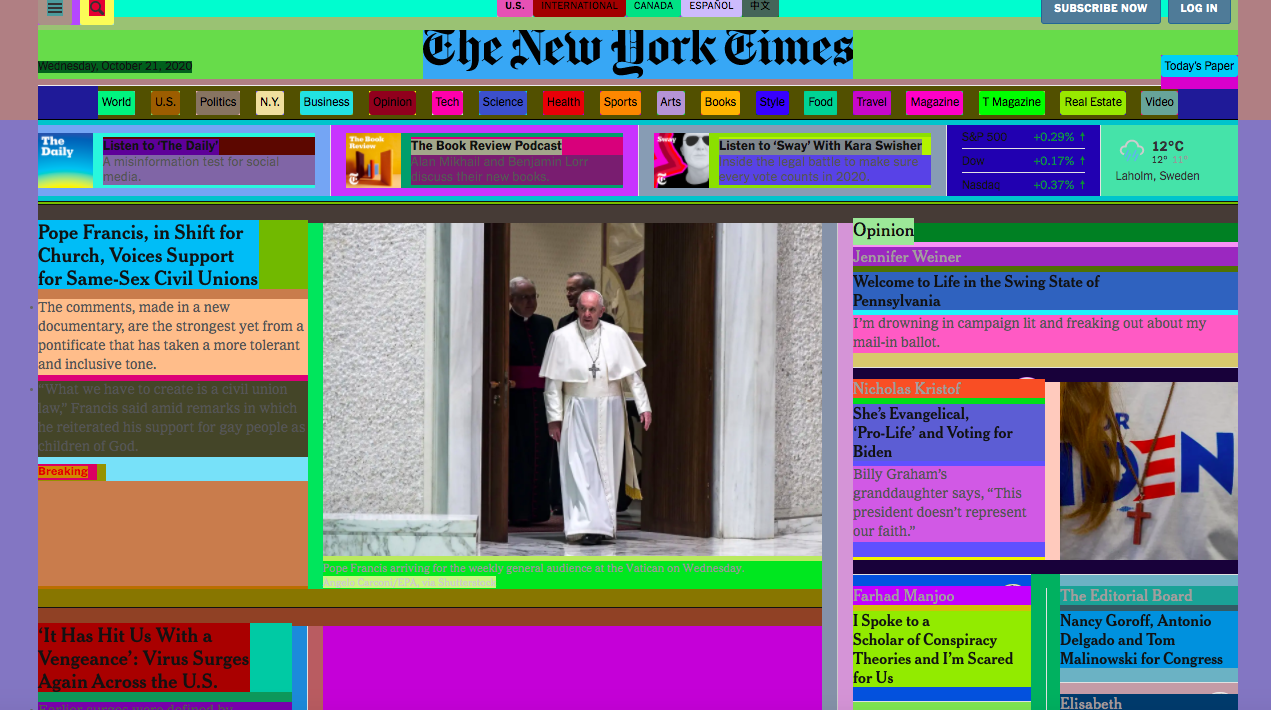 U.S. INTERNATIONAL CANADA ESPAÑOL 中文
SUBSCRIBE NOW LOG IN
The New York Times
Wednesday, October 21, 2020
Today's Paper
World U.S. Politics N.Y. Business Opinion Tech Science Health Sports Arts Books Style Food Travel Magazine T Magazine Real Estate Video
The
Daily
Listen to 'The Daily'
A misinformation test for social
media.
The Book
Review
The Book Review Podcast
Alan Mikhail and Benjamin Lorr
discuss their new books.
Sway
Listen to 'Sway' With Kara Swisher
Inside the legal battle to make sure
every vote counts in 2020.
S&P 500 +0.29% ↑
Dow +0.17% ↑
Nasdaq +0.37% ↑
12°C
12° 11°
Laholm, Sweden
Pope Francis, in Shift for
Church, Voices Support
for Same-Sex Civil Unions
• The comments, made in a new
documentary, are the strongest yet from a
pontificate that has taken a more tolerant
and inclusive tone.
• “What we have to create is a civil union
law,” Francis said amid remarks in which
he reiterated his support for gay people as
children of God.
Breaking
Pope Francis arriving for the weekly general audience at the Vatican on Wednesday.
Angelo Carconi/EPA, via Shutterstock
‘It Has Hit Us With a
Vengeance’: Virus Surges
Again Across the U.S.
Earlier surges were defined by
Opinion
Jennifer Weiner
Welcome to Life in the Swing State of
Pennsylvania
I’m drowning in campaign lit and freaking out about my
mail-in ballot.
Nicholas Kristof
She’s Evangelical,
‘Pro-Life’ and Voting for
Biden
Billy Graham’s
granddaughter says, “This
president doesn’t represent
our faith.”
Farhad Manjoo
I Spoke to a
Scholar of Conspiracy
Theories and I’m Scared
for Us
The Editorial Board
Nancy Goroff, Antonio
Delgado and Tom
Malinowski for Congress
Elisabeth